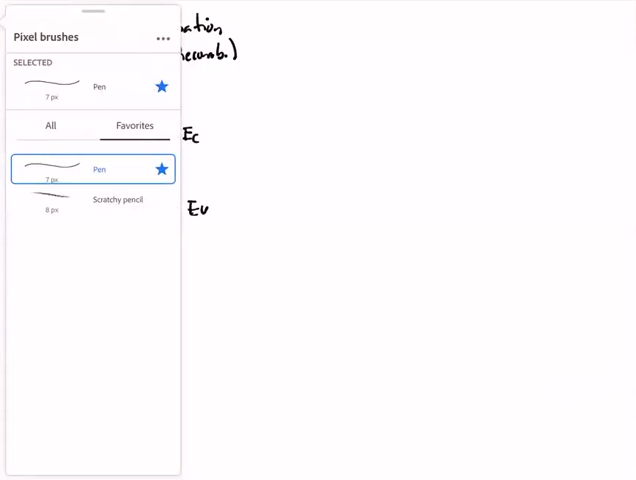 Pixel brushes
SELECTED
Pen
7 px
All Favorites
Pen
7 px
Scratchy pencil
8 px
Ec
Ev